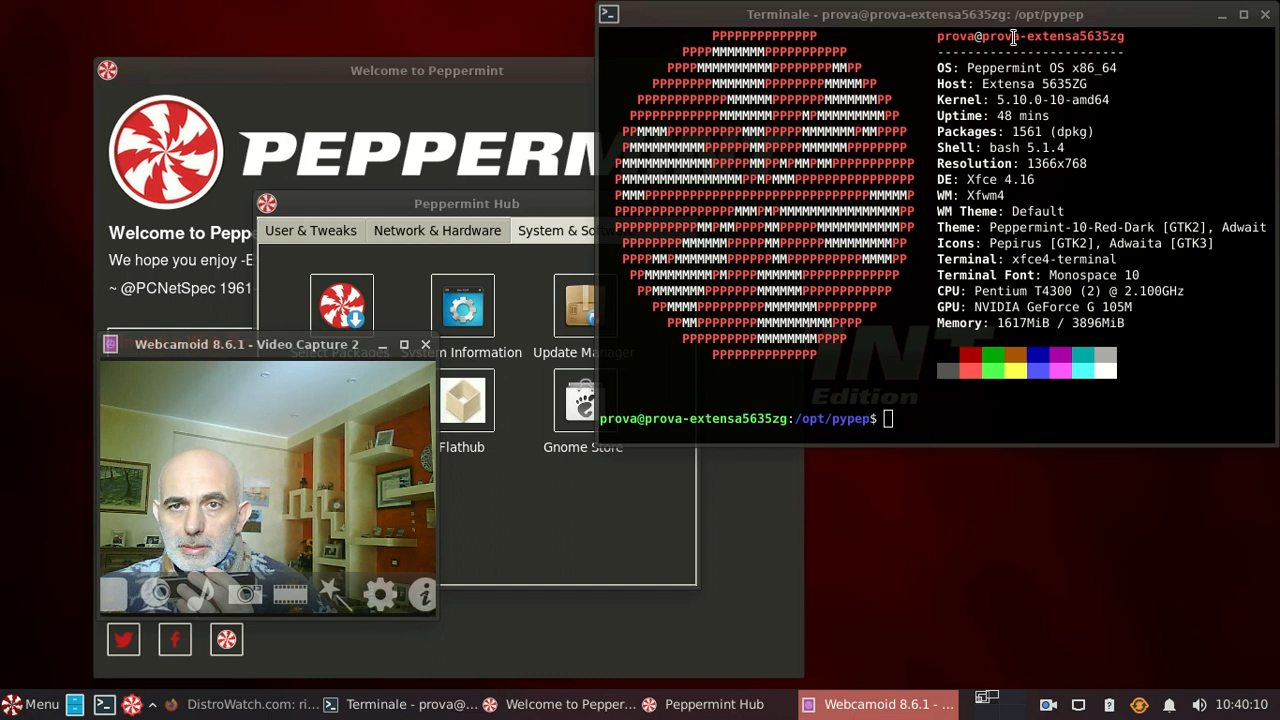 Terminale - prova@prova-extensa5635zg: /opt/pypep
prova@prova-extensa5635zg
-------------------------
OS: Peppermint OS x86_64
Host: Extensa 5635ZG
Kernel: 5.10.0-10-amd64
Uptime: 48 mins
Packages: 1561 (dpkg)
Shell: bash 5.1.4
Resolution: 1366x768
DE: Xfce 4.16
WM: Xfwm4
WM Theme: Default
Theme: Peppermint-10-Red-Dark [GTK2], Adwait
Icons: Pepirus [GTK2], Adwaita [GTK3]
Terminal: xfce4-terminal
Terminal Font: Monospace 10
CPU: Pentium T4300 (2) @ 2.100GHz
GPU: NVIDIA GeForce G 105M
Memory: 1617MiB / 3896MiB
prova@prova-extensa5635zg:/opt/pypep$
Welcome to Peppermint
PEPPERM
INT
Edition
Welcome to Pepp
We hope you enjoy -E
~ @PCNetSpec 1961
Peppermint Hub
User & Tweaks
Network & Hardware
System & So
Select Packages
System Information
Update Manager
Flathub
Gnome Store
Webcamoid 8.6.1 - Video Capture 2
Menu
DistroWatch.com: ri...
Terminale - prova@...
Welcome to Pepper...
Peppermint Hub
Webcamoid 8.6.1 - ...
10:40:10